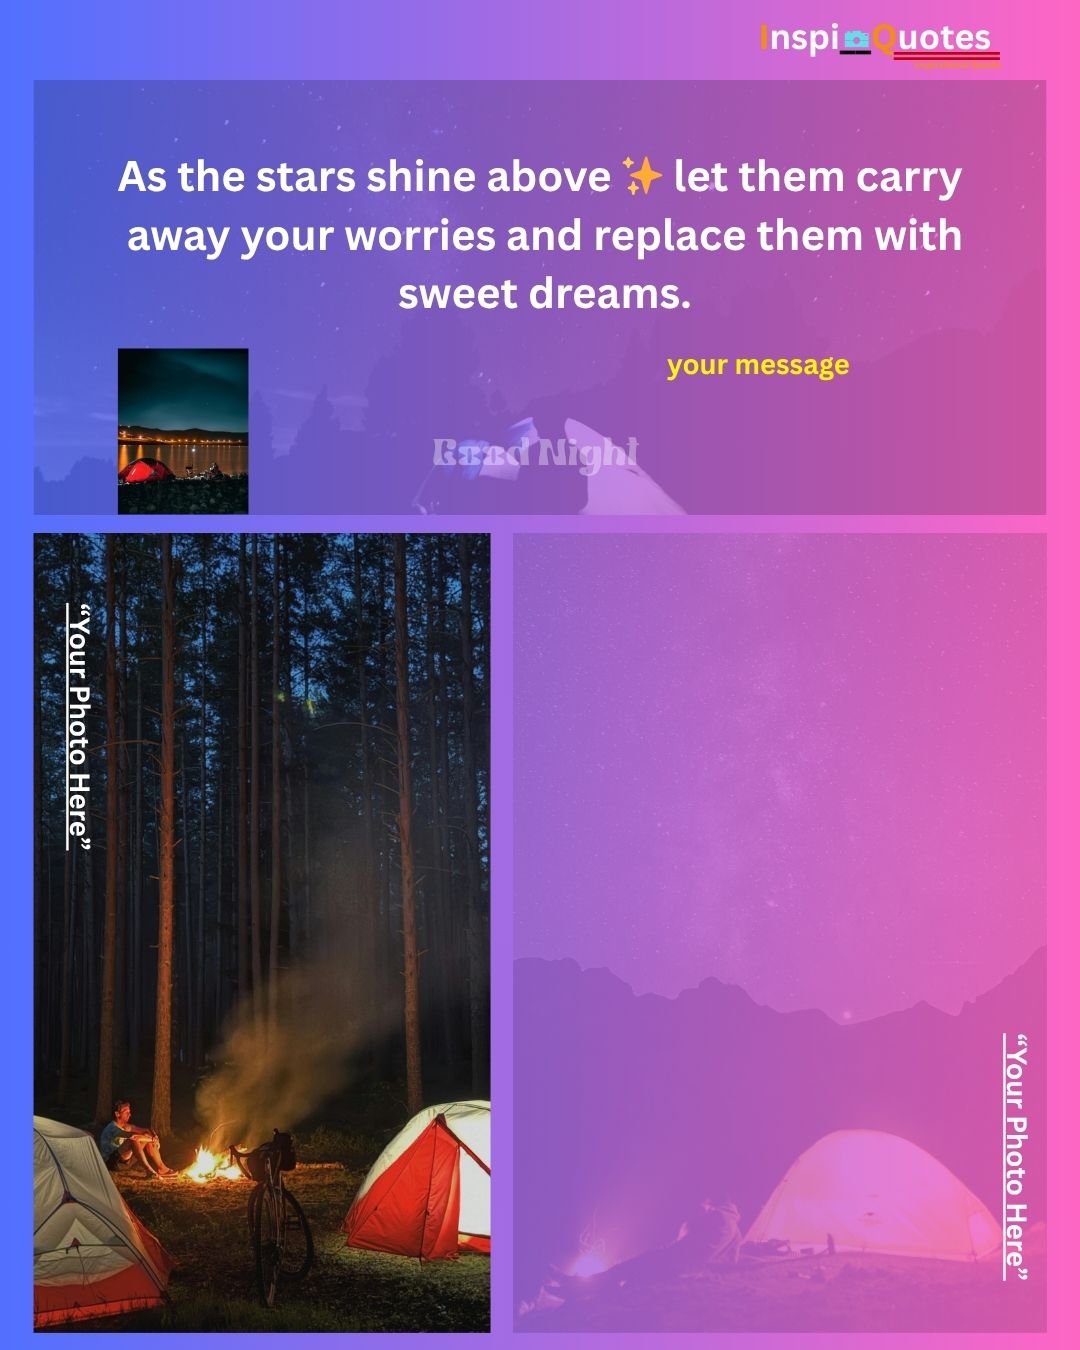 InspiQuotes
As the stars shine above ✨ let them carry
away your worries and replace them with
sweet dreams.
your message
Good Night
“Your Photo Here”
“Your Photo Here”